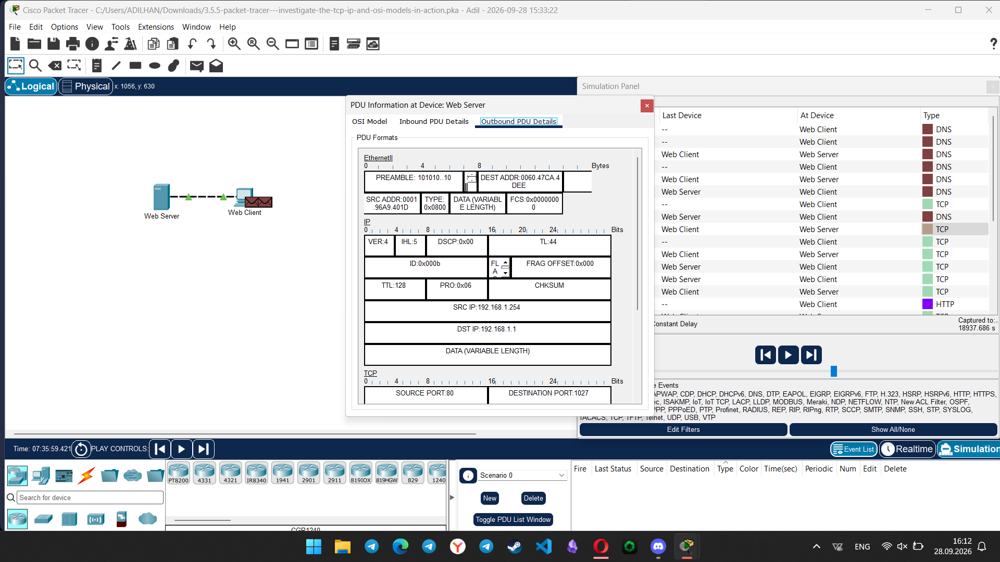 Cisco Packet Tracer - C:/Users/ADILHAN/Downloads/3.5.5-packet-tracer---investigate-the-tcp-ip-and-osi-models-in-action.pka - Adil - 2026-09-28 15:33:22
File Edit Options View Tools Extensions Window Help
Logical Physical x: 1056, y: 630
Simulation Panel
PDU Information at Device: Web Server
OSI Model Inbound PDU Details Outbound PDU Details
PDU Formats
EthernetII
0 4 8 Bytes
PREAMBLE: 101010..10
DEST ADDR:0060.47CA.4
DEE
SRC ADDR:0001
.96A9.401D
TYPE:
0x0800
DATA (VARIABL
E LENGTH)
FCS:0x0000000
0
IP
0 4 8 16 20 24 Bits
VER:4 IHL:5 DSCP:0x00 TL:44
ID:0x000b FL
A
FRAG OFFSET:0x000
TTL:128 PRO:0x06 CHKSUM
SRC IP:192.168.1.254
DST IP:192.168.1.1
DATA (VARIABLE LENGTH)
TCP
0 4 8 16 24 Bits
SOURCE PORT:80 DESTINATION PORT:1027
Web Server
Web Client
Last Device At Device Type
-- Web Client DNS
-- Web Client DNS
Web Client Web Server DNS
-- Web Client DNS
Web Client Web Server DNS
Web Server Web Client DNS
-- Web Client TCP
Web Server Web Client DNS
Web Client Web Server TCP
-- Web Client TCP
Web Client Web Server TCP
Web Server Web Client TCP
Web Server Web Client TCP
Web Client Web Server TCP
-- Web Client HTTP
Constant Delay
Captured to:
18937.686 s
e Events
APWAP, CDP, DHCP, DHCPv6, DNS, DTP, EAPOL, EIGRP, EIGRPv6, FTP, H.323, HSRP, HSRPv6, HTTP, HTTPS,
ec, ISAKMP, IoT, IoT TCP, LACP, LLDP, MODBUS, Meraki, NDP, NETFLOW, NTP, New ACL Filter, OSPF,
PPP, PPPoED, PTP, Profinet, RADIUS, REP, RIP, RIPng, RTP, SCCP, SMTP, SNMP, SSH, STP, SYSLOG,
TACACS, TCP, TFTP, Telnet, UDP, USB, VTP
Edit Filters Show All/None
Time: 07:35:59.421 PLAY CONTROLS:
Event List Realtime Simulation
PT8200 4331 4321 IR8340 1941 2901 2911 819IOX 819HGW 829 1240
Search for device
CGR1240
Scenario 0
New Delete
Toggle PDU List Window
Fire Last Status Source Destination Type Color Time(sec) Periodic Num Edit Delete
ENG
16:12
28.09.2026